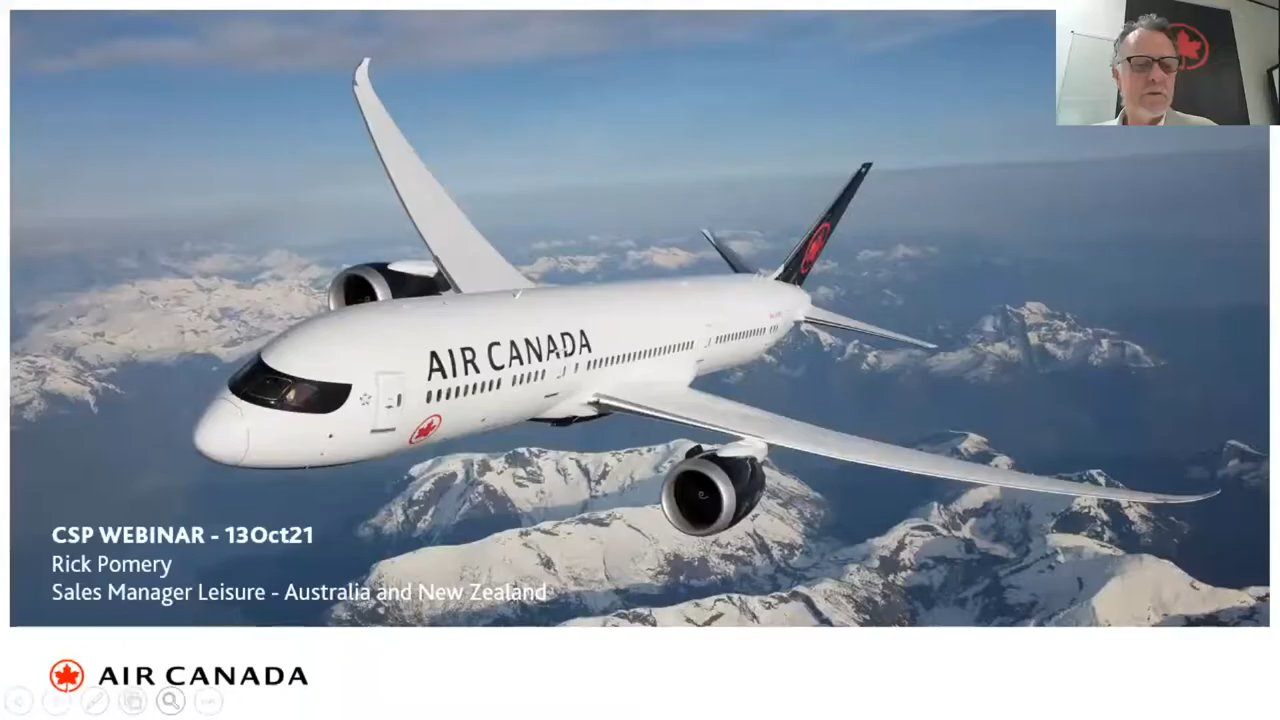 AIR CANADA
CSP WEBINAR - 13Oct21
Rick Pomery
Sales Manager Leisure - Australia and New Zealand
AIR CANADA